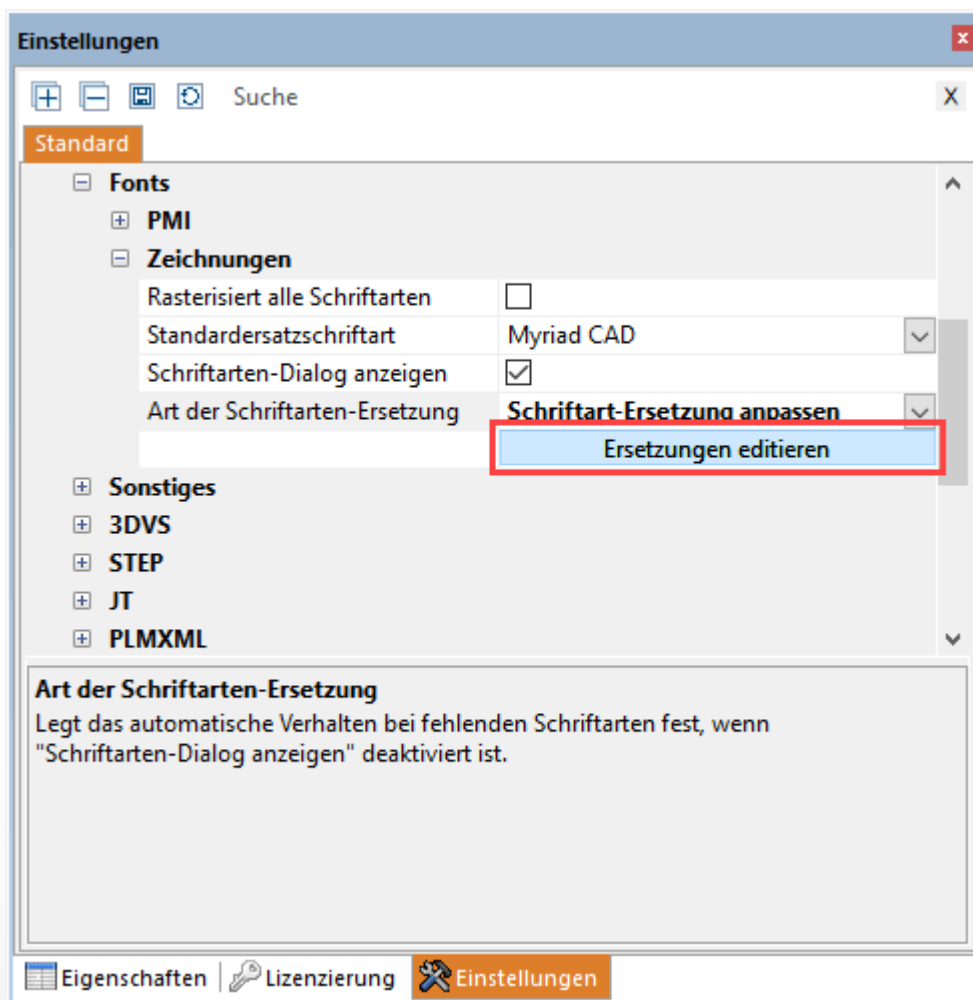 Einstellungen
Suche
X
Standard
Fonts
PMI
Zeichnungen
Rasterisiert alle Schriftarten
Standardersatzschriftart Myriad CAD
Schriftarten-Dialog anzeigen
Art der Schriftarten-Ersetzung Schriftart-Ersetzung anpassen
Ersetzungen editieren
Sonstiges
3DVS
STEP
JT
PLMXML
Art der Schriftarten-Ersetzung
Legt das automatische Verhalten bei fehlenden Schriftarten fest, wenn
"Schriftarten-Dialog anzeigen" deaktiviert ist.
Eigenschaften Lizenzierung Einstellungen